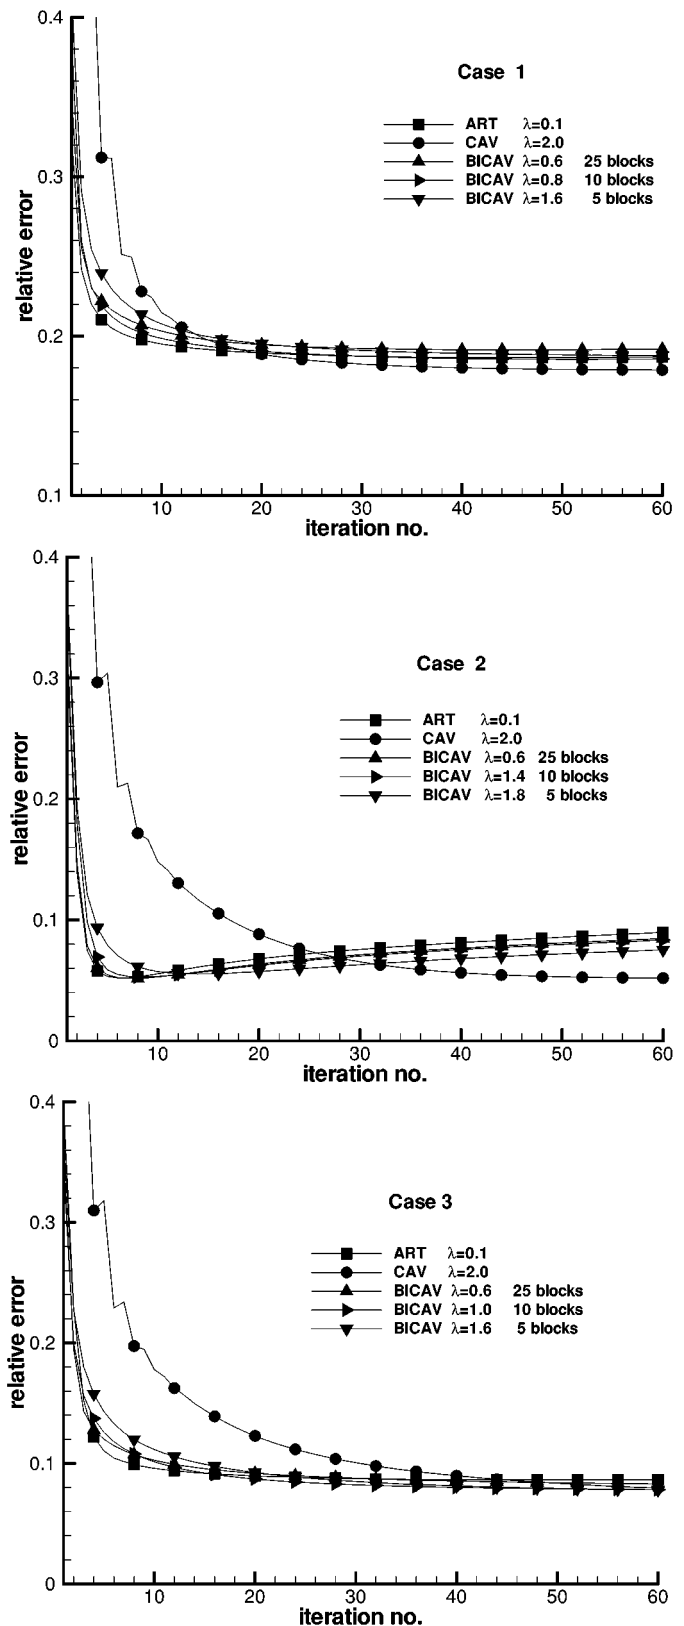 0.4
Case 1
ART λ=0.1
CAV λ=2.0
BICAV λ=0.6 25 blocks
BICAV λ=0.8 10 blocks
BICAV λ=1.6 5 blocks
0.3
relative error
0.2
0.1
10 20 30 40 50 60
iteration no.
0.4
Case 2
0.3
ART λ=0.1
CAV λ=2.0
BICAV λ=0.6 25 blocks
BICAV λ=1.4 10 blocks
BICAV λ=1.8 5 blocks
relative error
0.2
0.1
0
10 20 30 40 50 60
iteration no.
0.4
Case 3
0.3
ART λ=0.1
CAV λ=2.0
BICAV λ=0.6 25 blocks
BICAV λ=1.0 10 blocks
BICAV λ=1.6 5 blocks
relative error
0.2
0.1
0
10 20 30 40 50 60
iteration no.